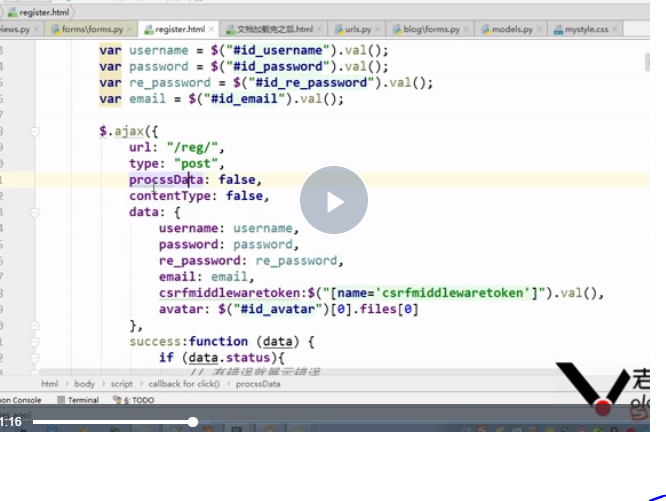 register.html
views.py forms\forms.py register.html 文档加载完之后.html urls.py blog\forms.py models.py mystyle.css
var username = $("#id_username").val();
var password = $("#id_password").val();
var re_password = $("#id_re_password").val();
var email = $("#id_email").val();
$.ajax({
url: "/reg/",
type: "post",
procssData: false,
contentType: false,
data: {
username: username,
password: password,
re_password: re_password,
email: email,
csrfmiddlewaretoken:$("[name='csrfmiddlewaretoken']").val(),
avatar: $("#id_avatar")[0].files[0]
},
success:function (data) {
if (data.status){
// 有错误就展示错误
html › body › script › callback for click() › procssData
Console Terminal 6: TODO
老
1:16